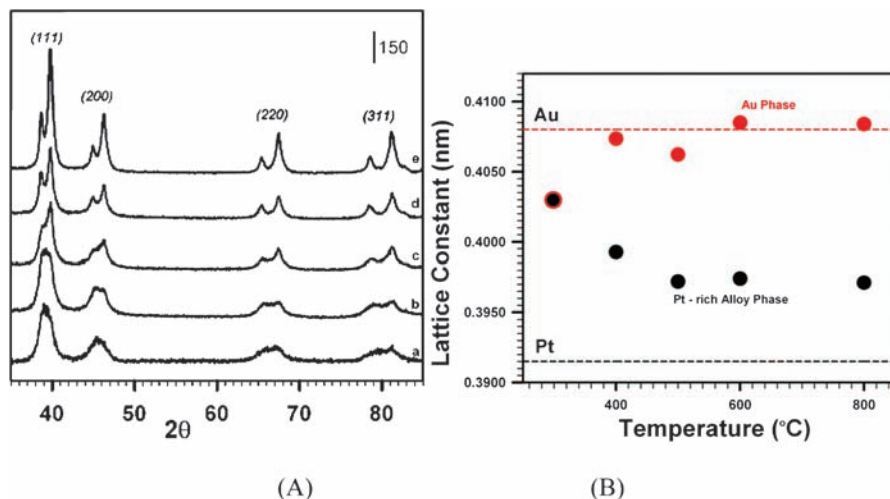 (111)
150
(200)
(220)
(311)
e
d
c
b
a
40
50
60
70
80
2θ
(A)
Lattice Constant (nm)
0.4100
0.4050
0.4000
0.3950
0.3900
Au
Au Phase
Pt - rich Alloy Phase
Pt
400
600
800
Temperature (°C)
(B)